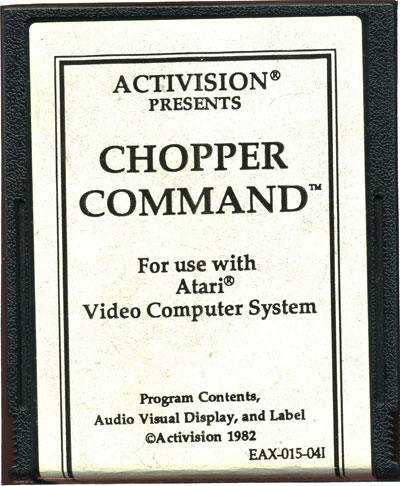 ACTIVISION®
PRESENTS
CHOPPER
COMMAND™
For use with
Atari®
Video Computer System
Program Contents,
Audio Visual Display, and Label
©Activision 1982
EAX-015-04I